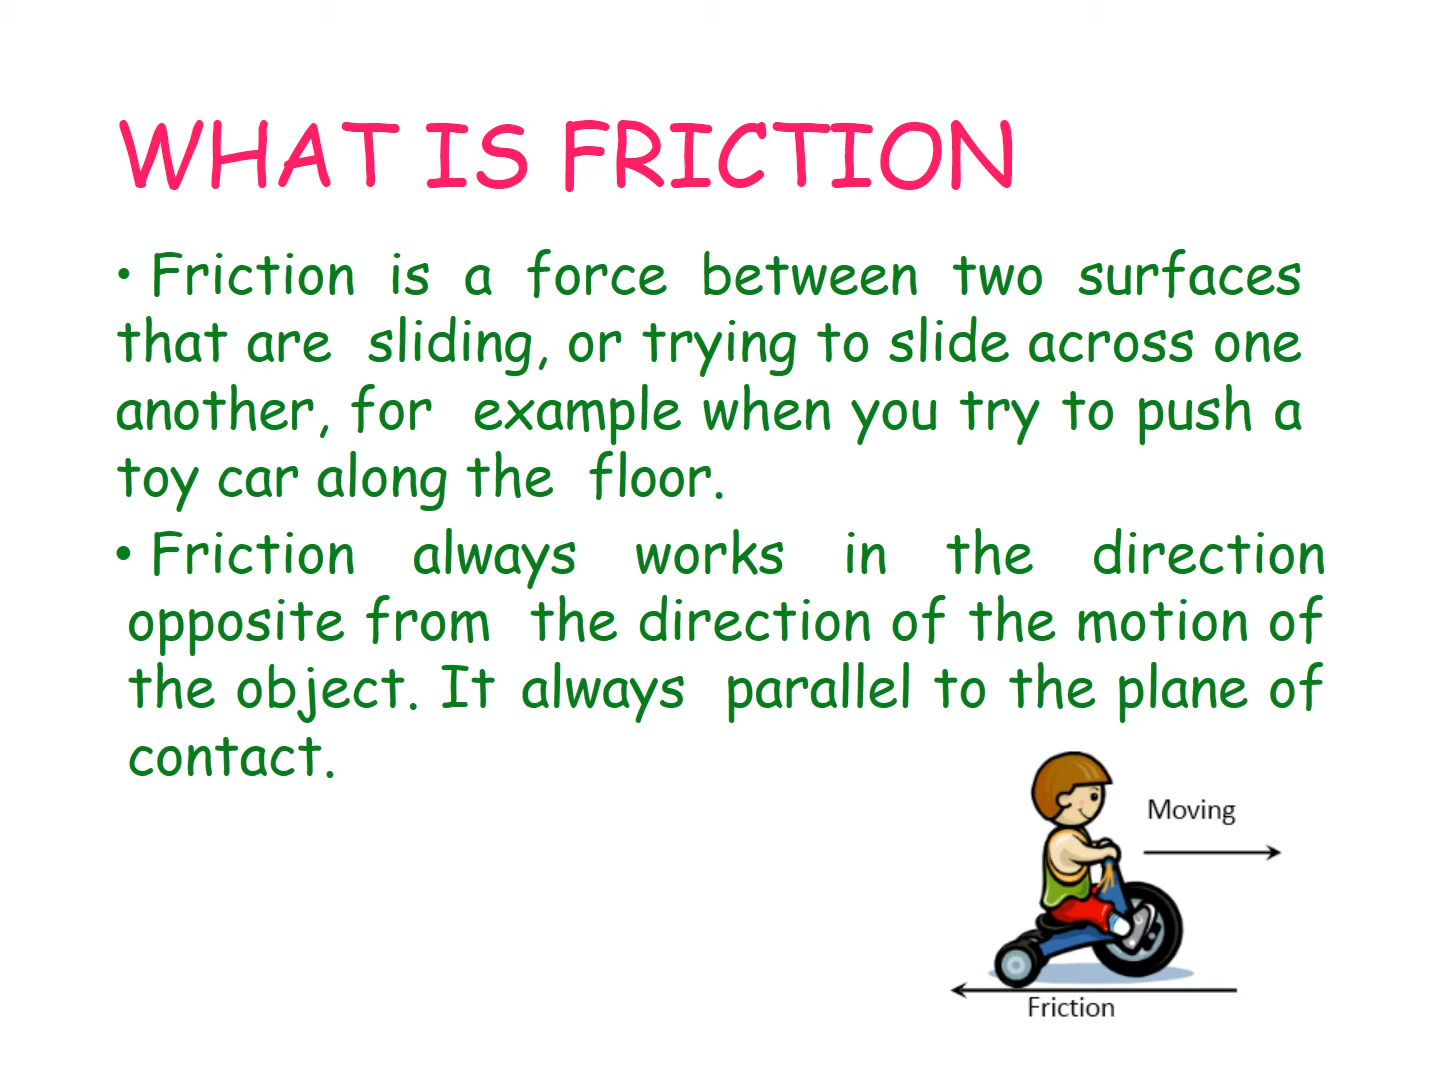 WHAT IS FRICTION
• Friction is a force between two surfaces
that are sliding, or trying to slide across one
another, for example when you try to push a
toy car along the floor.
• Friction always works in the direction
opposite from the direction of the motion of
the object. It always parallel to the plane of
contact.
Moving
Friction